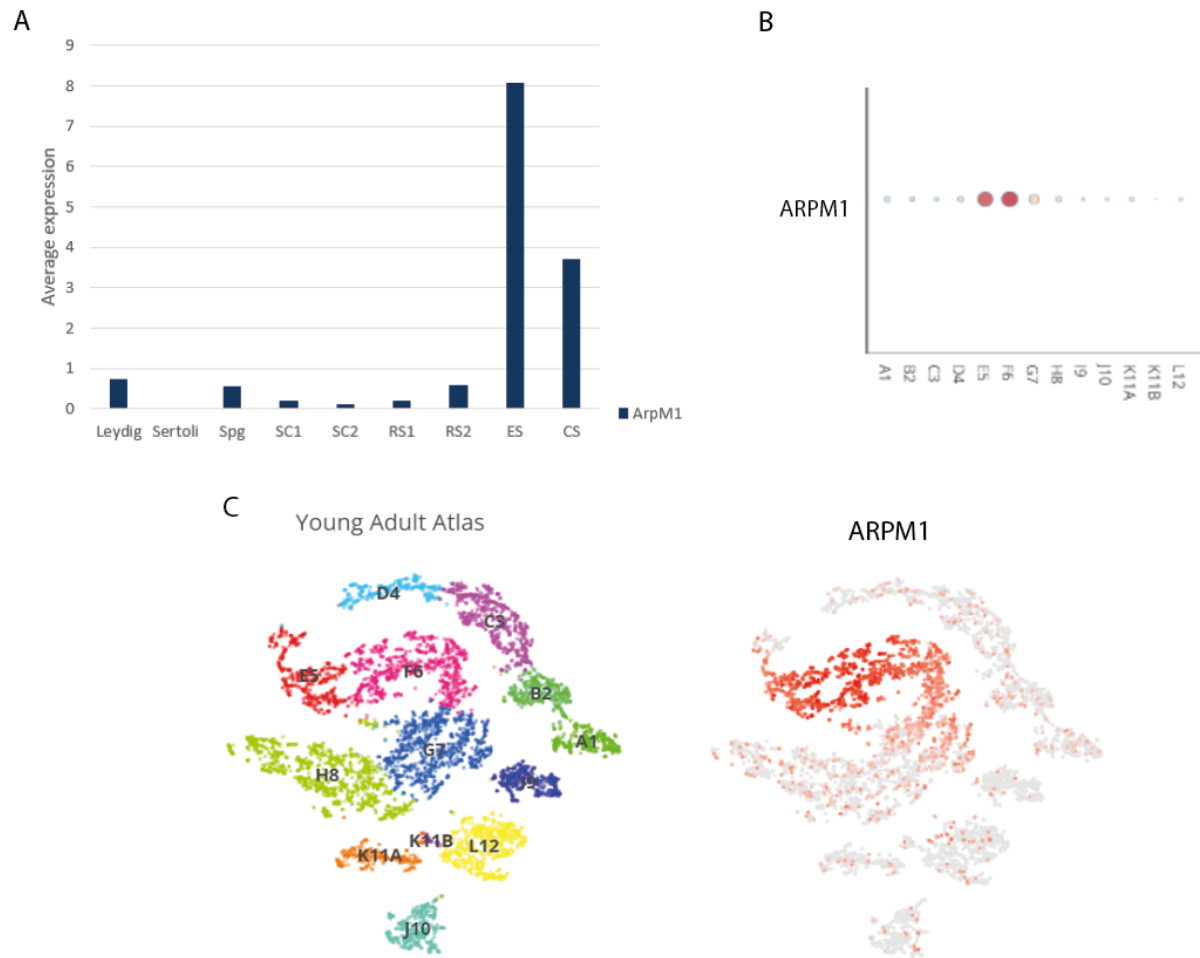 A
B
9
8
7
6
5
4
3
2
1
0
Average expression
Leydig Sertoli Spg SC1 SC2 RS1 RS2 ES CS
ArpM1
ARPM1
A1 B2 C3 D4 E5 F6 G7 H8 I9 J10 K11A K11B L12
C
Young Adult Atlas
ARPM1
D4
C3
E5
F6
B2
A1
G7
H8
K11B
L12
K11A
J10